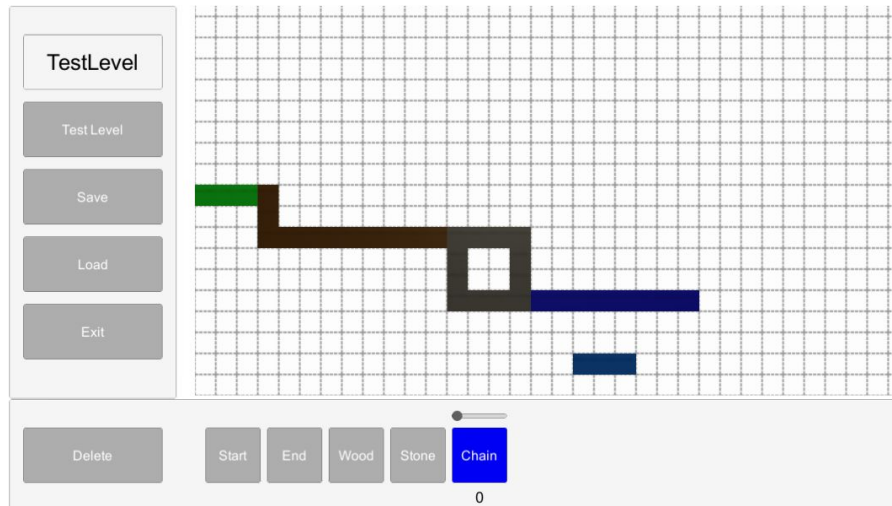 TestLevel
Test Level
Save
Load
Exit
Delete
Start
End
Wood
Stone
Chain
0